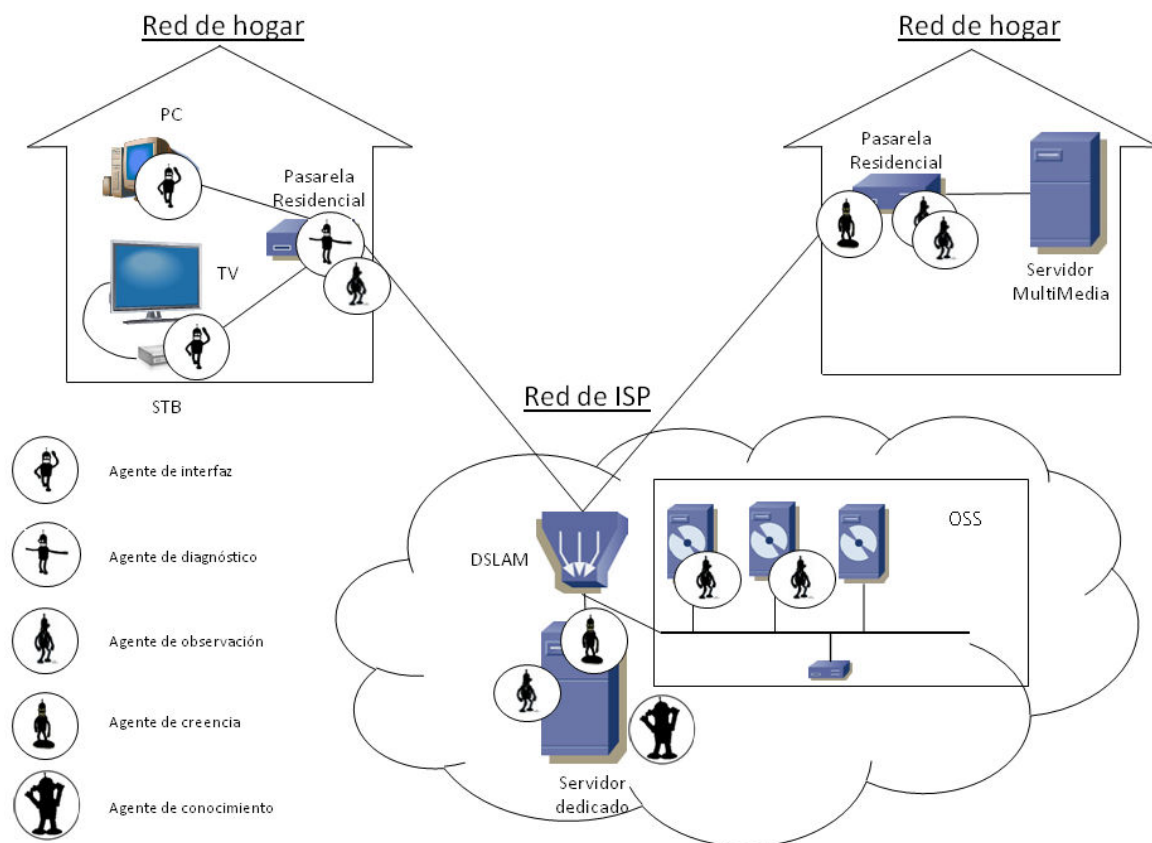 Red de hogar
Red de hogar
PC
Pasarela
Residencial
TV
STB
Pasarela
Residencial
Servidor
MultiMedia
Red de ISP
DSLAM
OSS
Servidor
dedicado
Agente de interfaz
Agente de diagnóstico
Agente de observación
Agente de creencia
Agente de conocimiento